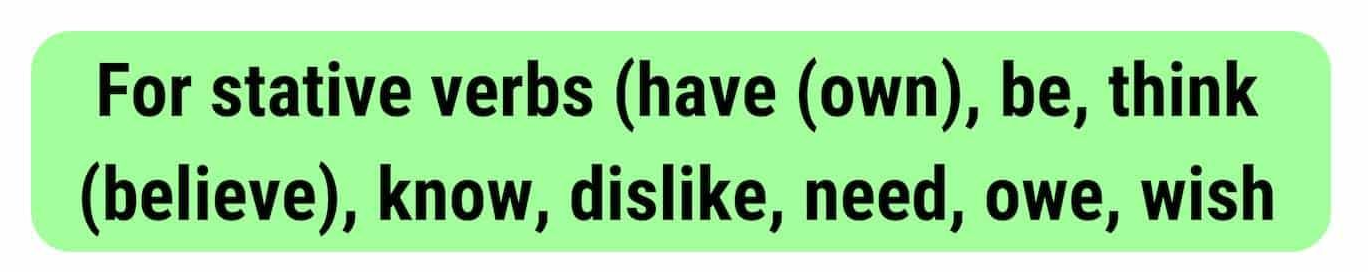 For stative verbs (have (own), be, think
(believe), know, dislike, need, owe, wish